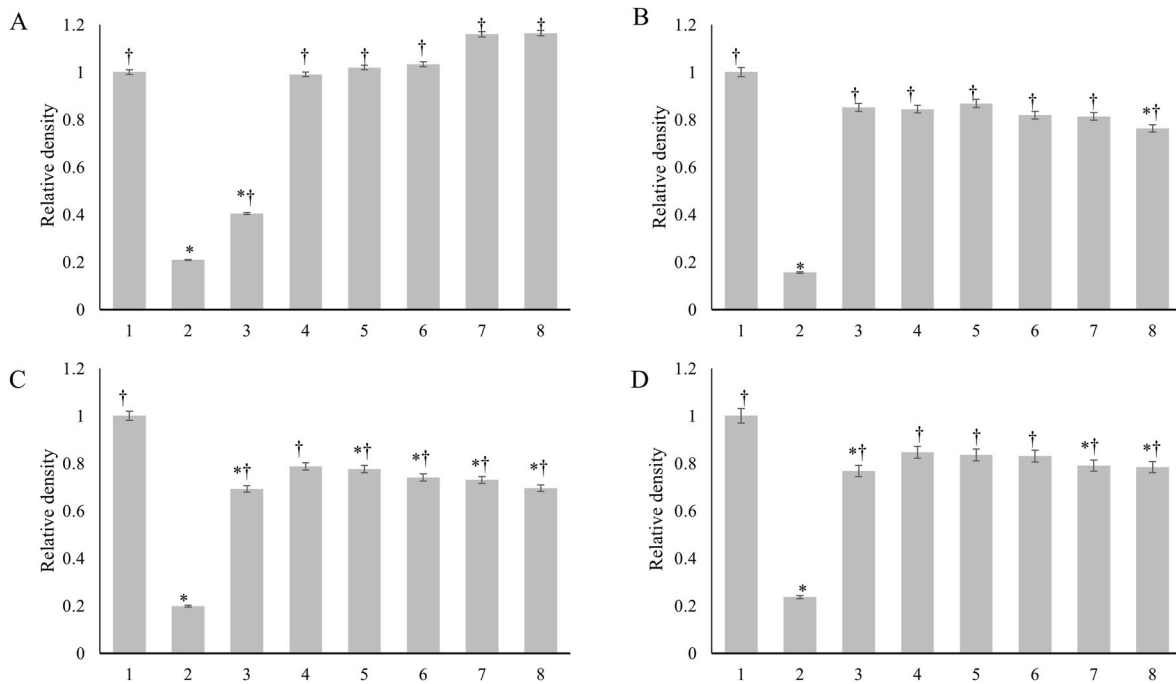 A
Relative density
1.2
1
0.8
0.6
0.4
0.2
0
† * *† † † † † †
1 2 3 4 5 6 7 8
B
Relative density
1.2
1
0.8
0.6
0.4
0.2
0
† * † † † † † *†
1 2 3 4 5 6 7 8
C
Relative density
1.2
1
0.8
0.6
0.4
0.2
0
† * *† † *† *† *† *†
1 2 3 4 5 6 7 8
D
Relative density
1.2
1
0.8
0.6
0.4
0.2
0
† * *† † † † *† *†
1 2 3 4 5 6 7 8